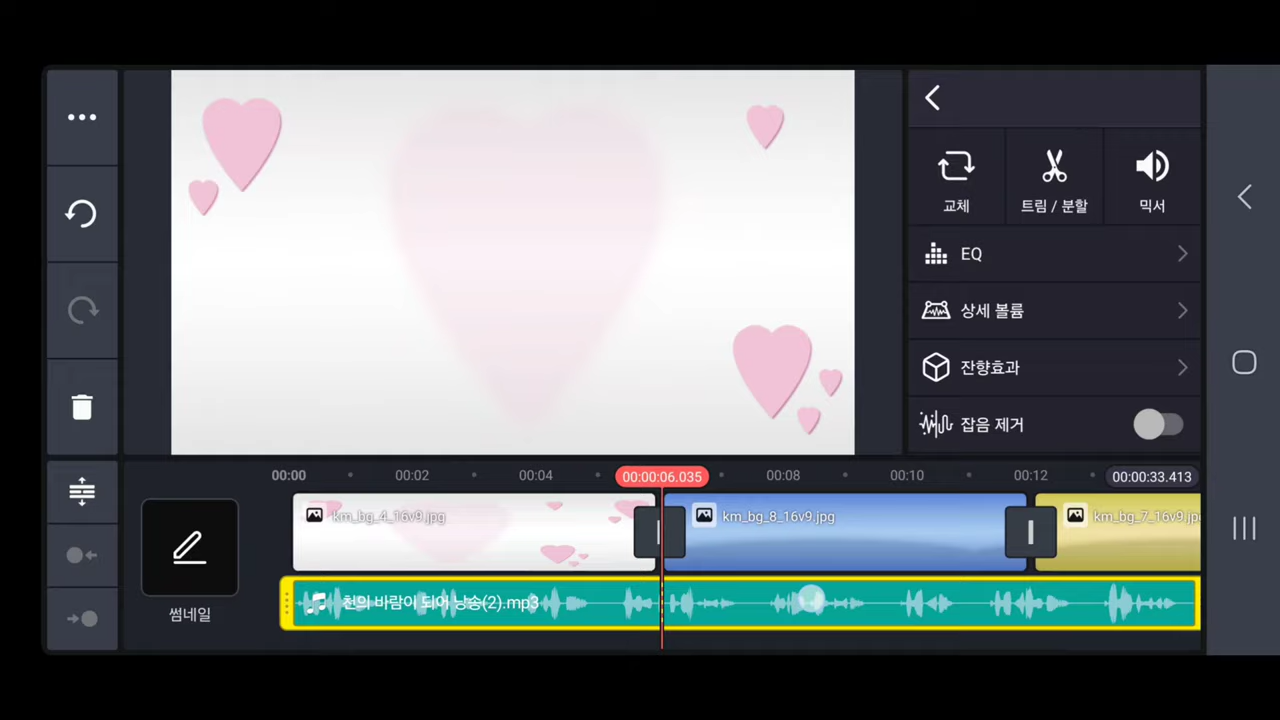 교체
트림 / 분할
믹서
EQ
상세 볼륨
잔향효과
잡음 제거
00:00
00:02
00:04
00:00:06.035
00:08
00:10
00:12
00:00:33.413
km_bg_4_16v9.jpg
km_bg_8_16v9.jpg
km_bg_7_16v9.jp
썸네일
천의 바람이 되어 낭송(2).mp3